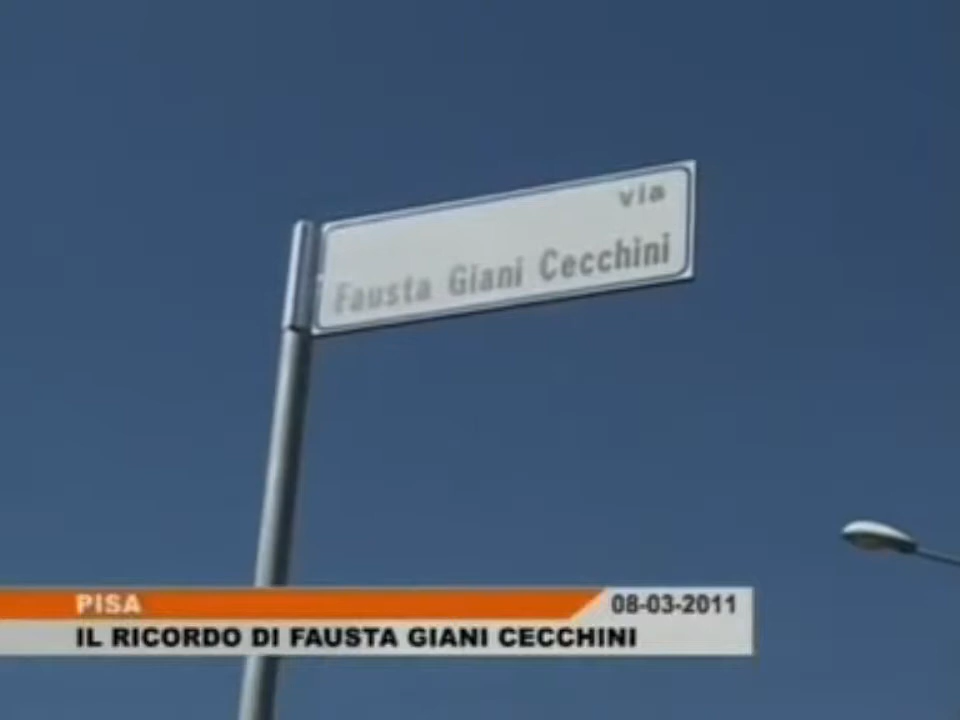 via
Fausta Giani Cecchini
PISA
08-03-2011
IL RICORDO DI FAUSTA GIANI CECCHINI